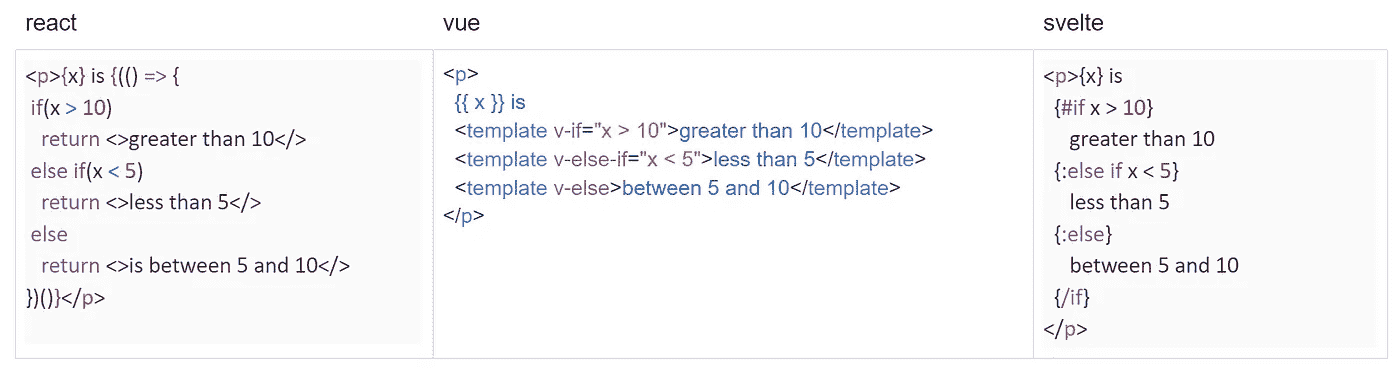 react
<p>{x} is {(() => {
if(x > 10)
return <>greater than 10</>
else if(x < 5)
return <>less than 5</>
else
return <>is between 5 and 10</>
})()}</p>
vue
<p>
{{ x }} is
<template v-if="x > 10">greater than 10</template>
<template v-else-if="x < 5">less than 5</template>
<template v-else>between 5 and 10</template>
</p>
svelte
<p>{x} is
{#if x > 10}
greater than 10
{:else if x < 5}
less than 5
{:else}
between 5 and 10
{/if}
</p>